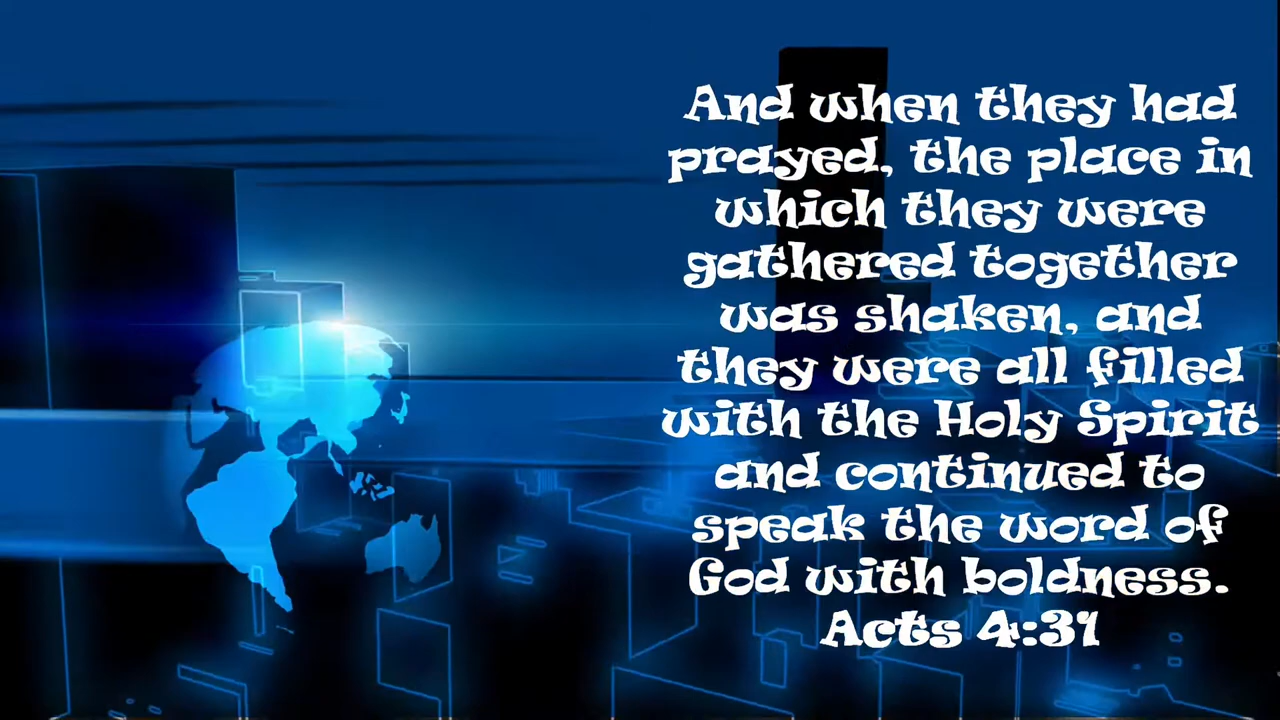 And when they had
prayed, the place in
which they were
gathered together
was shaken, and
they were all filled
with the Holy Spirit
and continued to
speak the word of
God with boldness.
Acts 4:31